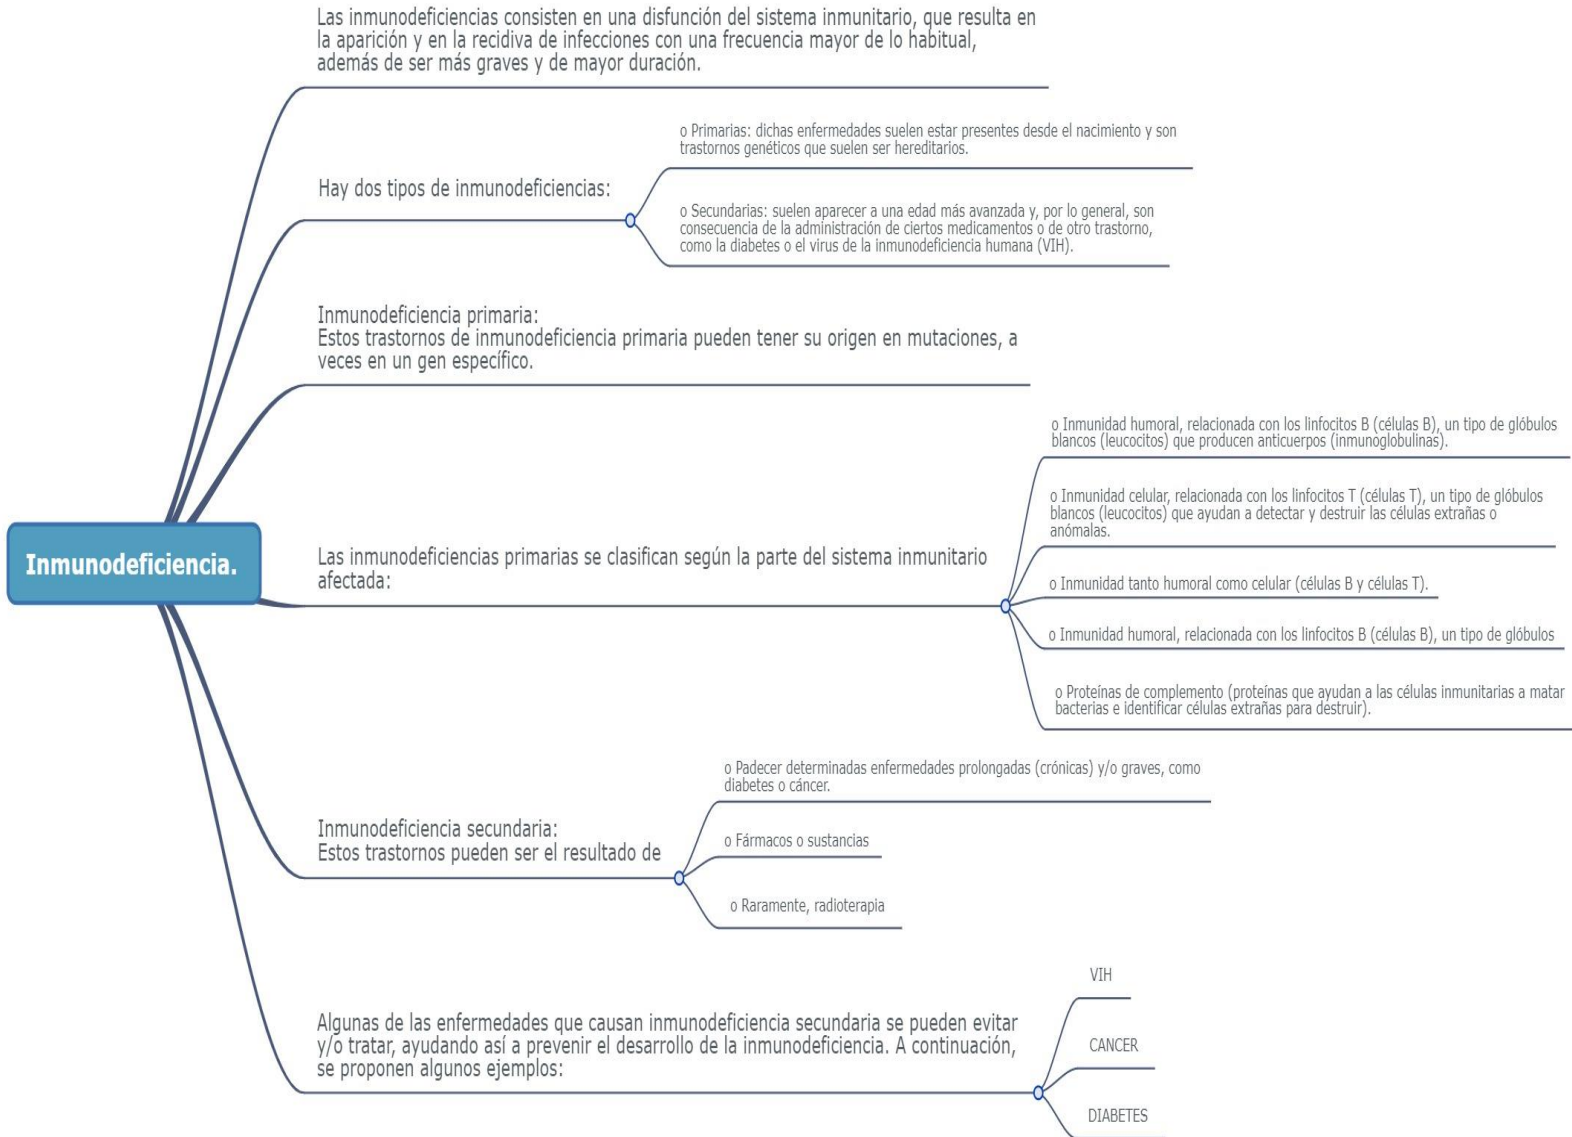 Las inmunodeficiencias consisten en una disfunción del sistema inmunitario, que resulta en
la aparición y en la recidiva de infecciones con una frecuencia mayor de lo habitual,
además de ser más graves y de mayor duración.
Hay dos tipos de inmunodeficiencias:
o Primarias: dichas enfermedades suelen estar presentes desde el nacimiento y son
trastornos genéticos que suelen ser hereditarios.
o Secundarias: suelen aparecer a una edad más avanzada y, por lo general, son
consecuencia de la administración de ciertos medicamentos o de otro trastorno,
como la diabetes o el virus de la inmunodeficiencia humana (VIH).
Inmunodeficiencia primaria:
Estos trastornos de inmunodeficiencia primaria pueden tener su origen en mutaciones, a
veces en un gen específico.
Inmunodeficiencia.
Las inmunodeficiencias primarias se clasifican según la parte del sistema inmunitario
afectada:
o Inmunidad humoral, relacionada con los linfocitos B (células B), un tipo de glóbulos
blancos (leucocitos) que producen anticuerpos (inmunoglobulinas).
o Inmunidad celular, relacionada con los linfocitos T (células T), un tipo de glóbulos
blancos (leucocitos) que ayudan a detectar y destruir las células extrañas o
anómalas.
o Inmunidad tanto humoral como celular (células B y células T).
o Inmunidad humoral, relacionada con los linfocitos B (células B), un tipo de glóbulos
o Proteínas de complemento (proteínas que ayudan a las células inmunitarias a matar
bacterias e identificar células extrañas para destruir).
Inmunodeficiencia secundaria:
Estos trastornos pueden ser el resultado de
o Padecer determinadas enfermedades prolongadas (crónicas) y/o graves, como
diabetes o cáncer.
o Fármacos o sustancias
o Raramente, radioterapia
Algunas de las enfermedades que causan inmunodeficiencia secundaria se pueden evitar
y/o tratar, ayudando así a prevenir el desarrollo de la inmunodeficiencia. A continuación,
se proponen algunos ejemplos:
VIH
CANCER
DIABETES